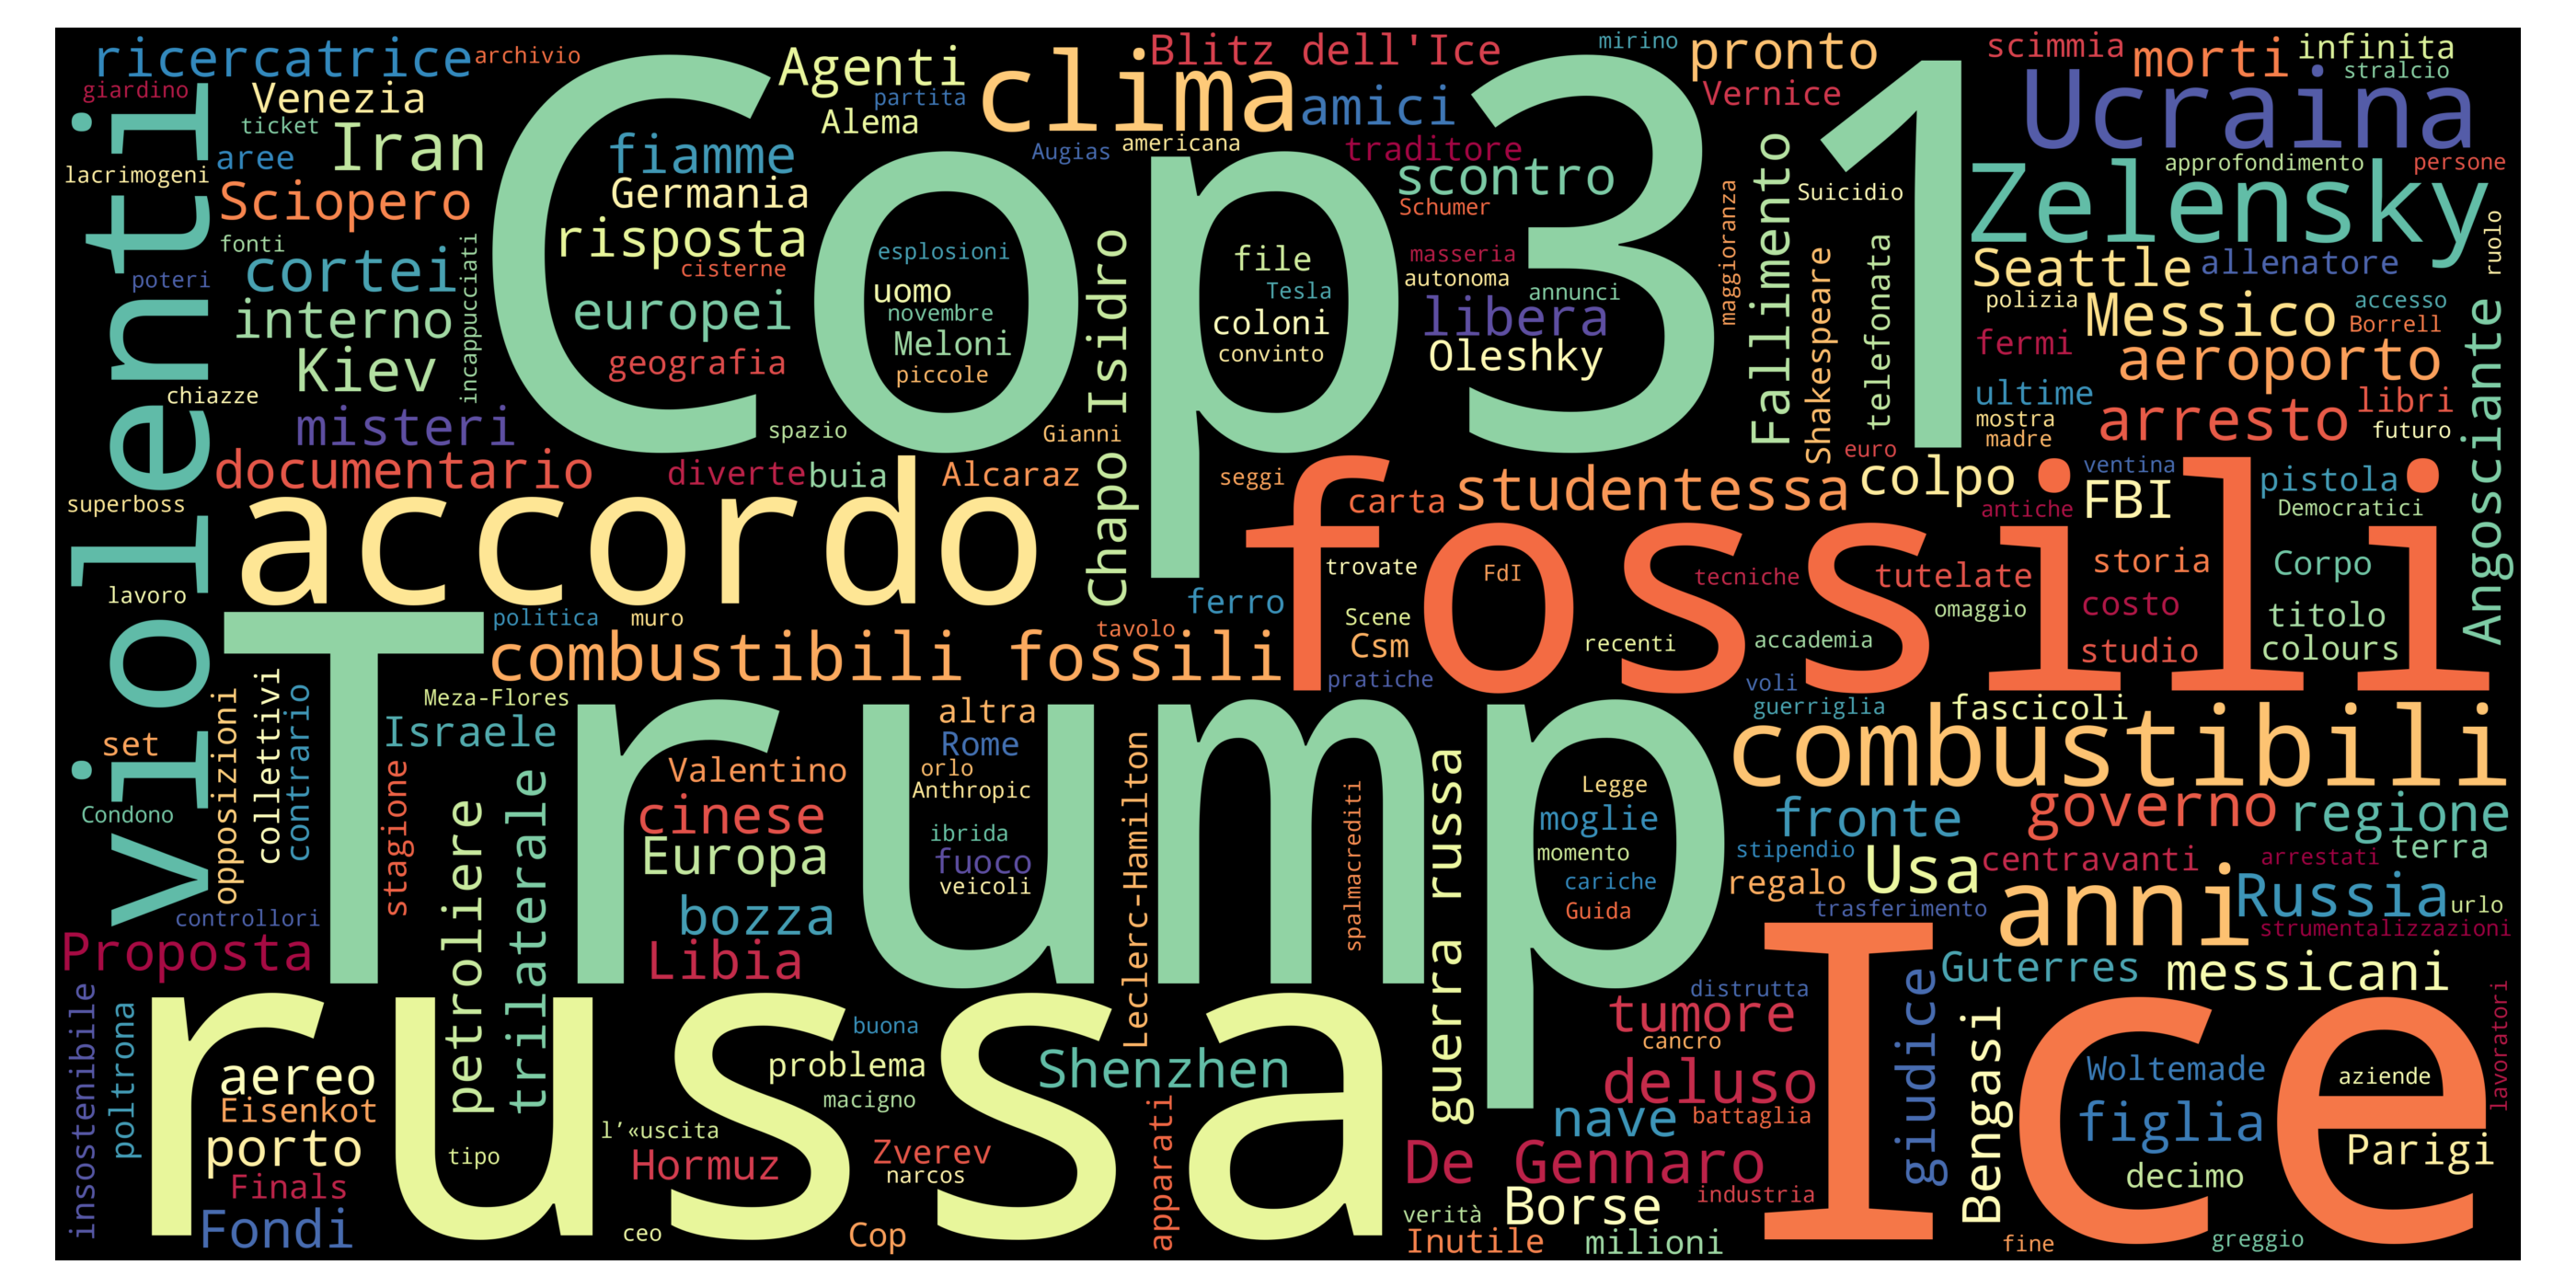 ricercatrice
archivio
Agenti
clima
Blitz dell'Ice
mirino
pronto
scimmia
morti
infinita
stralcio
giardino
Venezia
partita
Alema
amici
Vernice
Ucraina
ticket
Iran
fiamme
Augias
americana
traditore
aree
lacrimogeni
Germania
scontro
Suicidio
Zelensky
approfondimento
persone
Sciopero
risposta
Schumer
ruolo
fonti
cortei
cisterne
esplosioni
file
masseria
autonoma
maggioranza
Seattle
allenatore
poteri
incappucciati
uomo
Tesla
annunci
telefonata
polizia
accesso
interno
europei
novembre
coloni
libera
Fallimento
Messico
Borrell
Kiev
geografia
Meloni
convinto
Oleshky
Shakespeare
fermi
aeroporto
chiazze
piccole
Chapo Isidro
ultime
libri
Angosciante
misteri
spazio
Gianni
mostra
madre
arresto
futuro
Cop31
violenti
documentario
diverte
buia
Alcaraz
seggi
euro
colpo
ventina
pistola
superboss
carta
studentessa
antiche
FBI
Democratici
accordo
fossili
lavoro
trovate
FdI
tecniche
tutelate
storia
Corpo
politica
muro
tavolo
ferro
Scene
omaggio
costo
titolo
combustibili fossili
Csm
recenti
accademia
studio
colours
Meza-Flores
pratiche
voli
collettivi
contrario
opposizioni
set
Israele
altra
Rome
guerriglia
fascicoli
Trump
combustibili
stagione
Valentino
orlo
Anthropic
Legge
Condono
petroliere
trilaterale
cinese
ibrida
Leclerc-Hamilton
spalmacrediti
guerra russa
moglie
fronte
governo
regione
Europa
fuoco
veicoli
momento
stipendio
Usa
centravanti
arrestati
terra
cariche
regalo
anni
Russia
urlo
controllori
bozza
Guida
trasferimento
strumentalizzazioni
Proposta
Libia
Guterres
messicani
insostenibile
poltrona
russa
distrutta
giudice
Ice
lavoratori
buona
tumore
cancro
Bengasi
aereo
problema
Shenzhen
deluso
Woltemade
aziende
Eisenkot
macigno
apparati
nave
battaglia
figlia
porto
tipo
l’«uscita
Zverev
De Gennaro
Parigi
Finals
Hormuz
narcos
decimo
Fondi
ceo
Cop
verità
Borse
industria
Inutile
milioni
fine
greggio